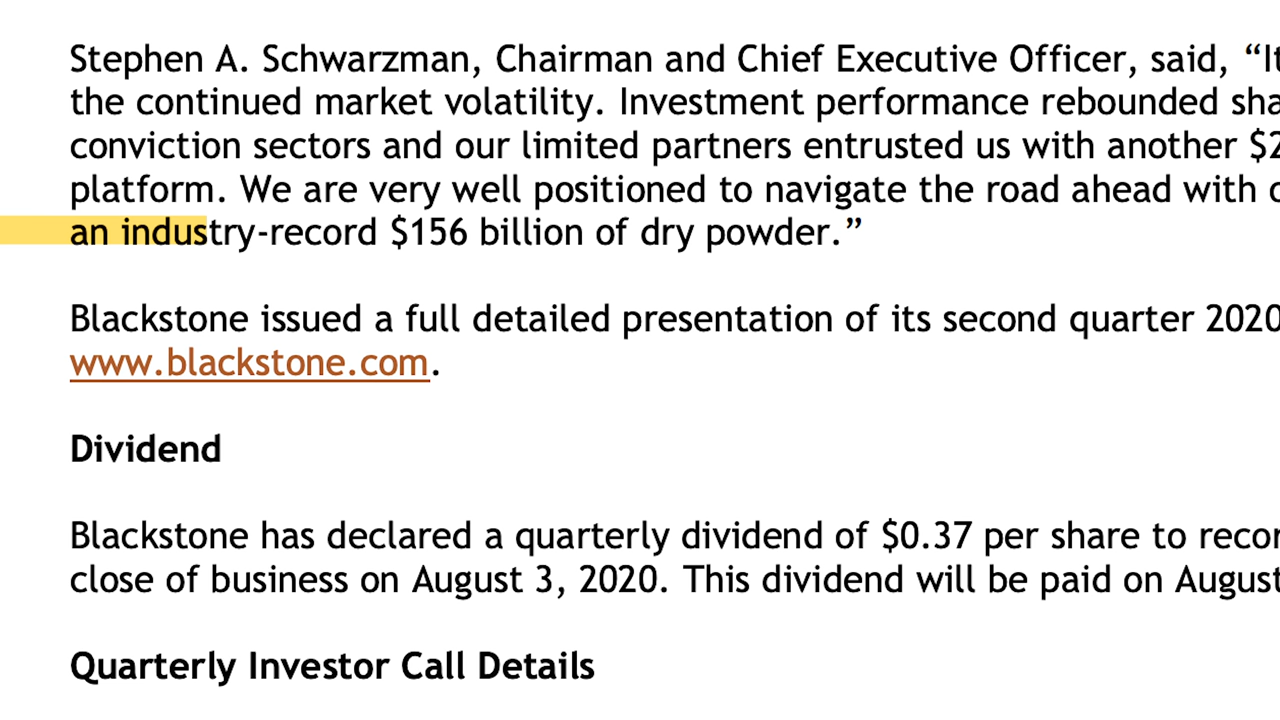 Stephen A. Schwarzman, Chairman and Chief Executive Officer, said, “It
the continued market volatility. Investment performance rebounded sha
conviction sectors and our limited partners entrusted us with another $2
platform. We are very well positioned to navigate the road ahead with
an industry-record $156 billion of dry powder.”
Blackstone issued a full detailed presentation of its second quarter 2020
www.blackstone.com.
Dividend
Blackstone has declared a quarterly dividend of $0.37 per share to recor
close of business on August 3, 2020. This dividend will be paid on August
Quarterly Investor Call Details